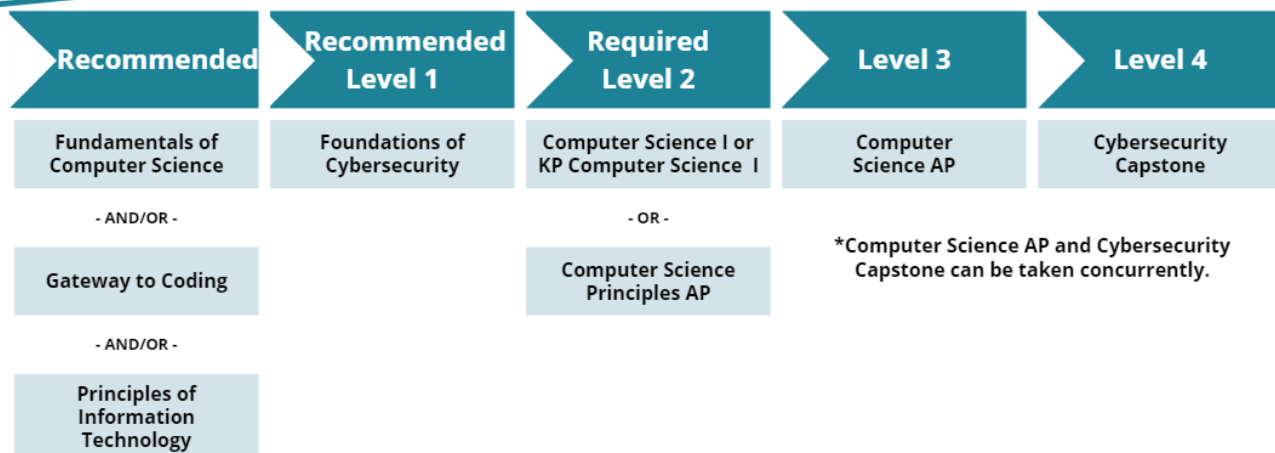 Recommended
Recommended
Level 1
Required
Level 2
Level 3
Level 4
Fundamentals of
Computer Science
- AND/OR -
Gateway to Coding
- AND/OR -
Principles of
Information
Technology
Foundations of
Cybersecurity
Computer Science I or
KP Computer Science I
- OR -
Computer Science
Principles AP
Computer
Science AP
Cybersecurity
Capstone
*Computer Science AP and Cybersecurity
Capstone can be taken concurrently.